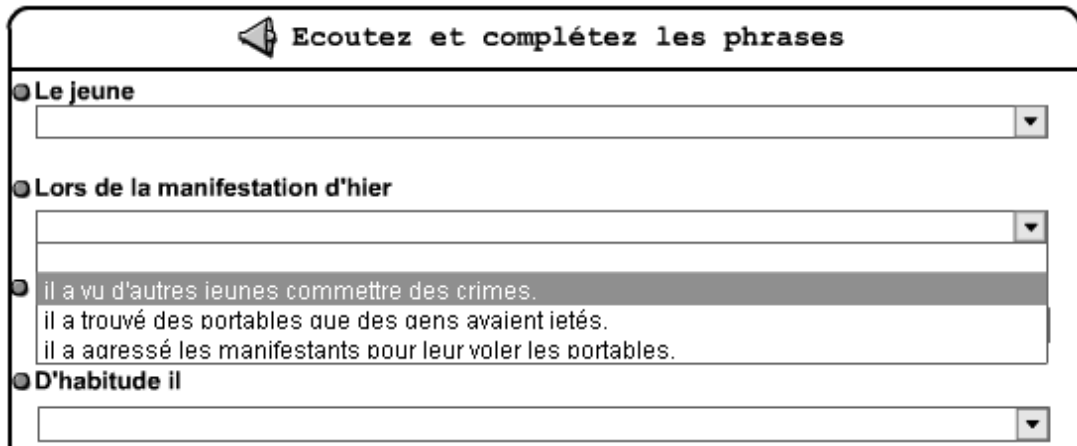 Ecoutez et complétez les phrases
Le jeune
Lors de la manifestation d'hier
il a vu d'autres jeunes commettre des crimes.
il a trouvé des portables que des gens avaient jetés.
il a agressé les manifestants pour leur voler les portables.
D'habitude il